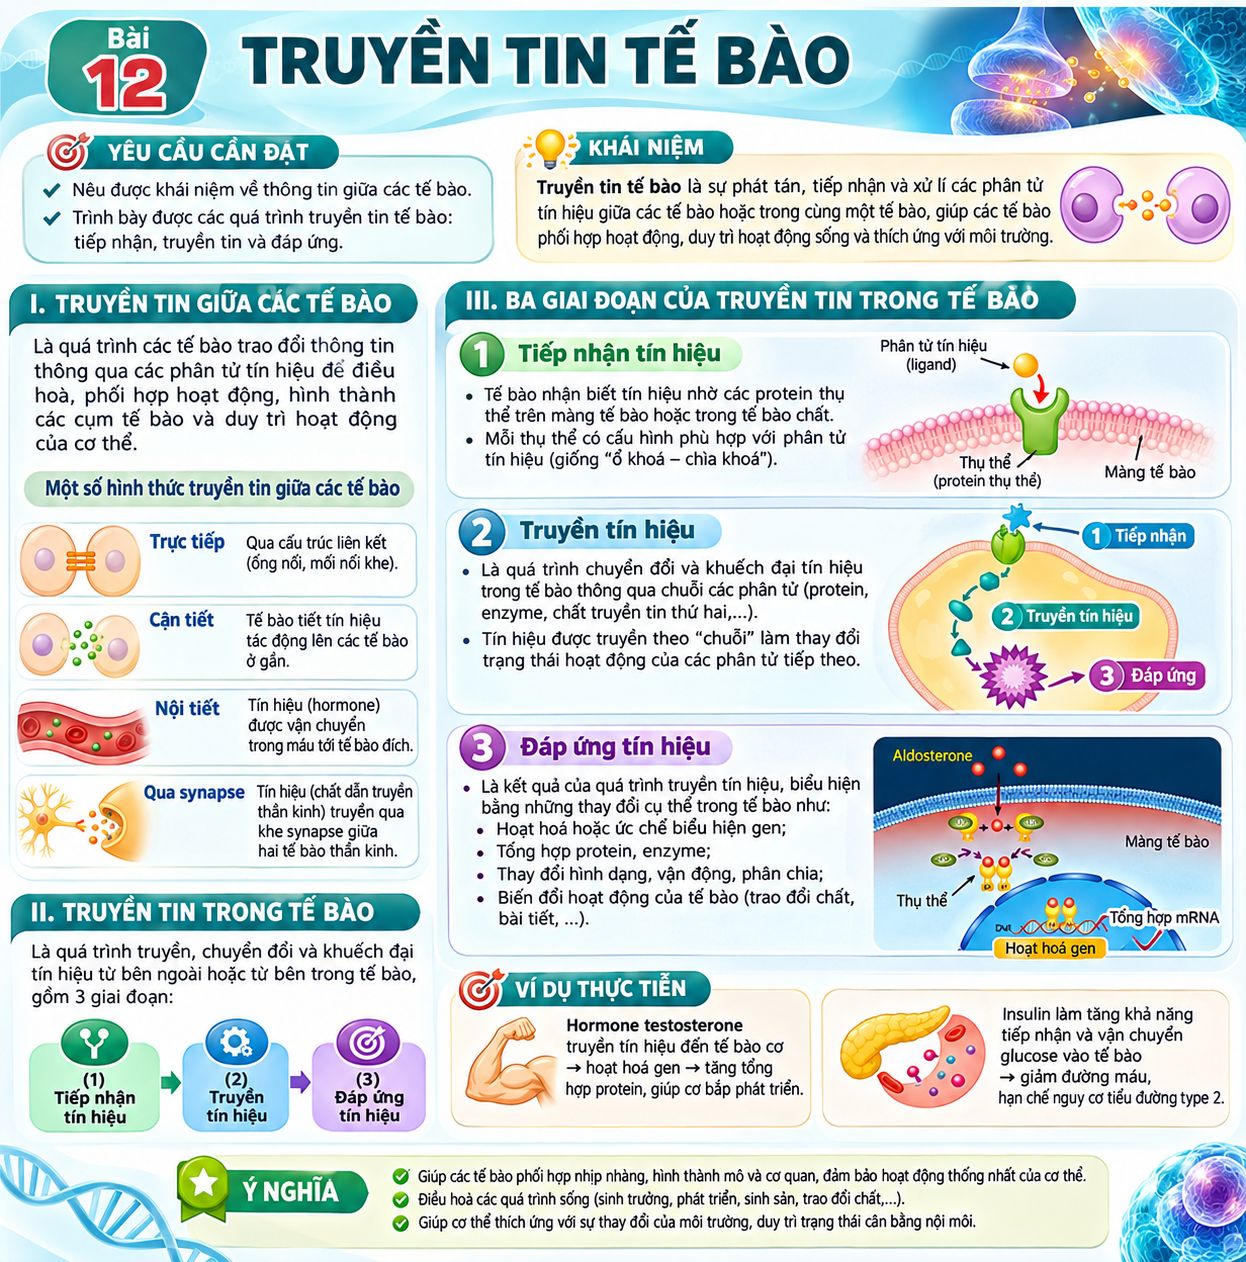 Bài
12
TRUYỀN TIN TẾ BÀO
YÊU CẦU CẦN ĐẠT
Nêu được khái niệm về thông tin giữa các tế bào.
Trình bày được các quá trình truyền tin tế bào:
tiếp nhận, truyền tin và đáp ứng.
KHÁI NIỆM
Truyền tin tế bào là sự phát tán, tiếp nhận và xử lí các phân tử
tín hiệu giữa các tế bào hoặc trong cùng một tế bào, giúp các tế bào
phối hợp hoạt động, duy trì hoạt động sống và thích ứng với môi trường.
I. TRUYỀN TIN GIỮA CÁC TẾ BÀO
Là quá trình các tế bào trao đổi thông tin
thông qua các phân tử tín hiệu để điều
hoà, phối hợp hoạt động, hình thành
các cụm tế bào và duy trì hoạt động
của cơ thể.
Một số hình thức truyền tin giữa các tế bào
Trực tiếp
Qua cấu trúc liên kết
(ống nối, mối nối khe).
Cận tiết
Tế bào tiết tín hiệu
tác động lên các tế bào
ở gần.
Nội tiết
Tín hiệu (hormone)
được vận chuyển
trong máu tới tế bào đích.
Qua synapse
Tín hiệu (chất dẫn truyền
thần kinh) truyền qua
khe synapse giữa
hai tế bào thần kinh.
II. TRUYỀN TIN TRONG TẾ BÀO
Là quá trình truyền, chuyển đổi và khuếch đại
tín hiệu từ bên ngoài hoặc từ bên trong tế bào,
gồm 3 giai đoạn:
(1)
Tiếp nhận
tín hiệu
(2)
Truyền
tín hiệu
(3)
Đáp ứng
tín hiệu
III. BA GIAI ĐOẠN CỦA TRUYỀN TIN TRONG TẾ BÀO
1 Tiếp nhận tín hiệu
• Tế bào nhận biết tín hiệu nhờ các protein thụ
thể trên màng tế bào hoặc trong tế bào chất.
• Mỗi thụ thể có cấu hình phù hợp với phân tử
tín hiệu (giống “ổ khoá – chìa khoá”).
Phân tử tín hiệu
(ligand)
Thụ thể
(protein thụ thể)
Màng tế bào
2 Truyền tín hiệu
• Là quá trình chuyển đổi và khuếch đại tín hiệu
trong tế bào thông qua chuỗi các phân tử (protein,
enzyme, chất truyền tin thứ hai,...).
• Tín hiệu được truyền theo “chuỗi” làm thay đổi
trạng thái hoạt động của các phân tử tiếp theo.
1 Tiếp nhận
2 Truyền tín hiệu
3 Đáp ứng
3 Đáp ứng tín hiệu
• Là kết quả của quá trình truyền tín hiệu, biểu hiện
bằng những thay đổi cụ thể trong tế bào như:
• Hoạt hoá hoặc ức chế biểu hiện gen;
• Tổng hợp protein, enzyme;
• Thay đổi hình dạng, vận động, phân chia;
• Biến đổi hoạt động của tế bào (trao đổi chất,
bài tiết, ...).
Aldosterone
Màng tế bào
Thụ thể
Tổng hợp mRNA
Hoạt hoá gen
VÍ DỤ THỰC TIỄN
Hormone testosterone
truyền tín hiệu đến tế bào cơ
→ hoạt hoá gen → tăng tổng
hợp protein, giúp cơ bắp phát triển.
Insulin làm tăng khả năng
tiếp nhận và vận chuyển
glucose vào tế bào
→ giảm đường máu,
hạn chế nguy cơ tiểu đường type 2.
Ý NGHĨA
Giúp các tế bào phối hợp nhịp nhàng, hình thành mô và cơ quan, đảm bảo hoạt động thống nhất của cơ thể.
Điều hoà các quá trình sống (sinh trưởng, phát triển, sinh sản, trao đổi chất,...).
Giúp cơ thể thích ứng với sự thay đổi của môi trường, duy trì trạng thái cân bằng nội môi.